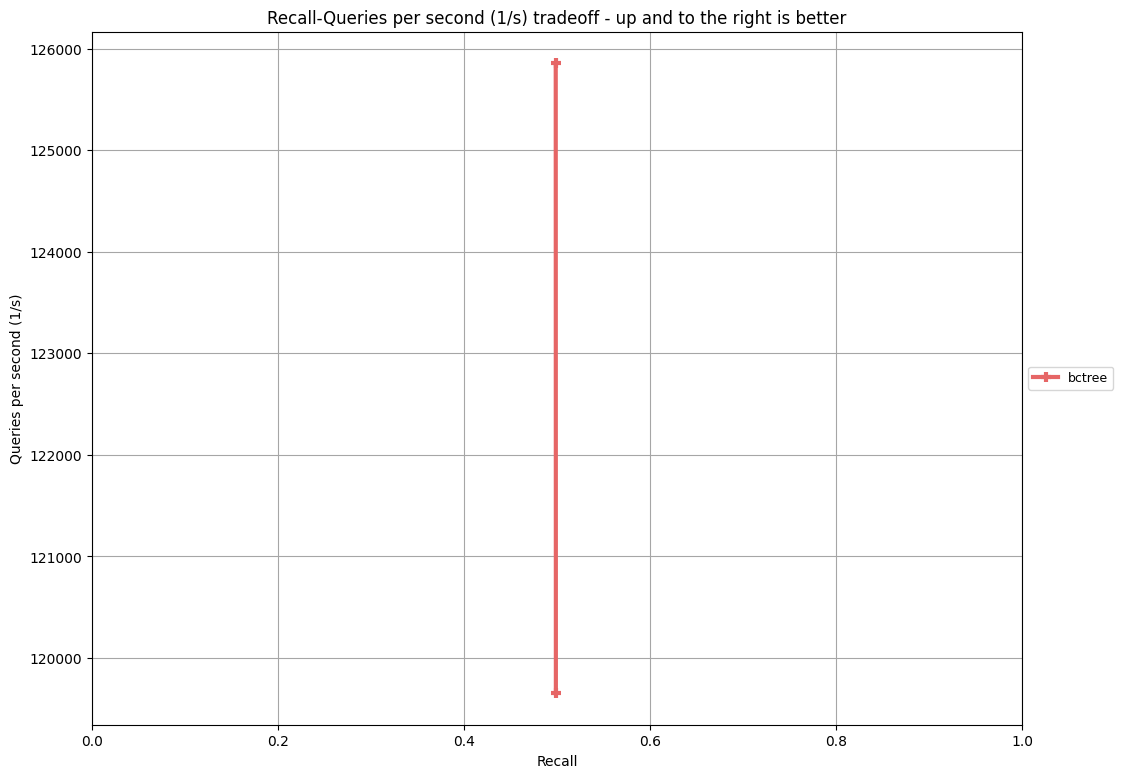 Recall-Queries per second (1/s) tradeoff - up and to the right is better
126000
125000
124000
123000
122000
121000
120000
Queries per second (1/s)
0.0 0.2 0.4 0.6 0.8 1.0
Recall
bctree